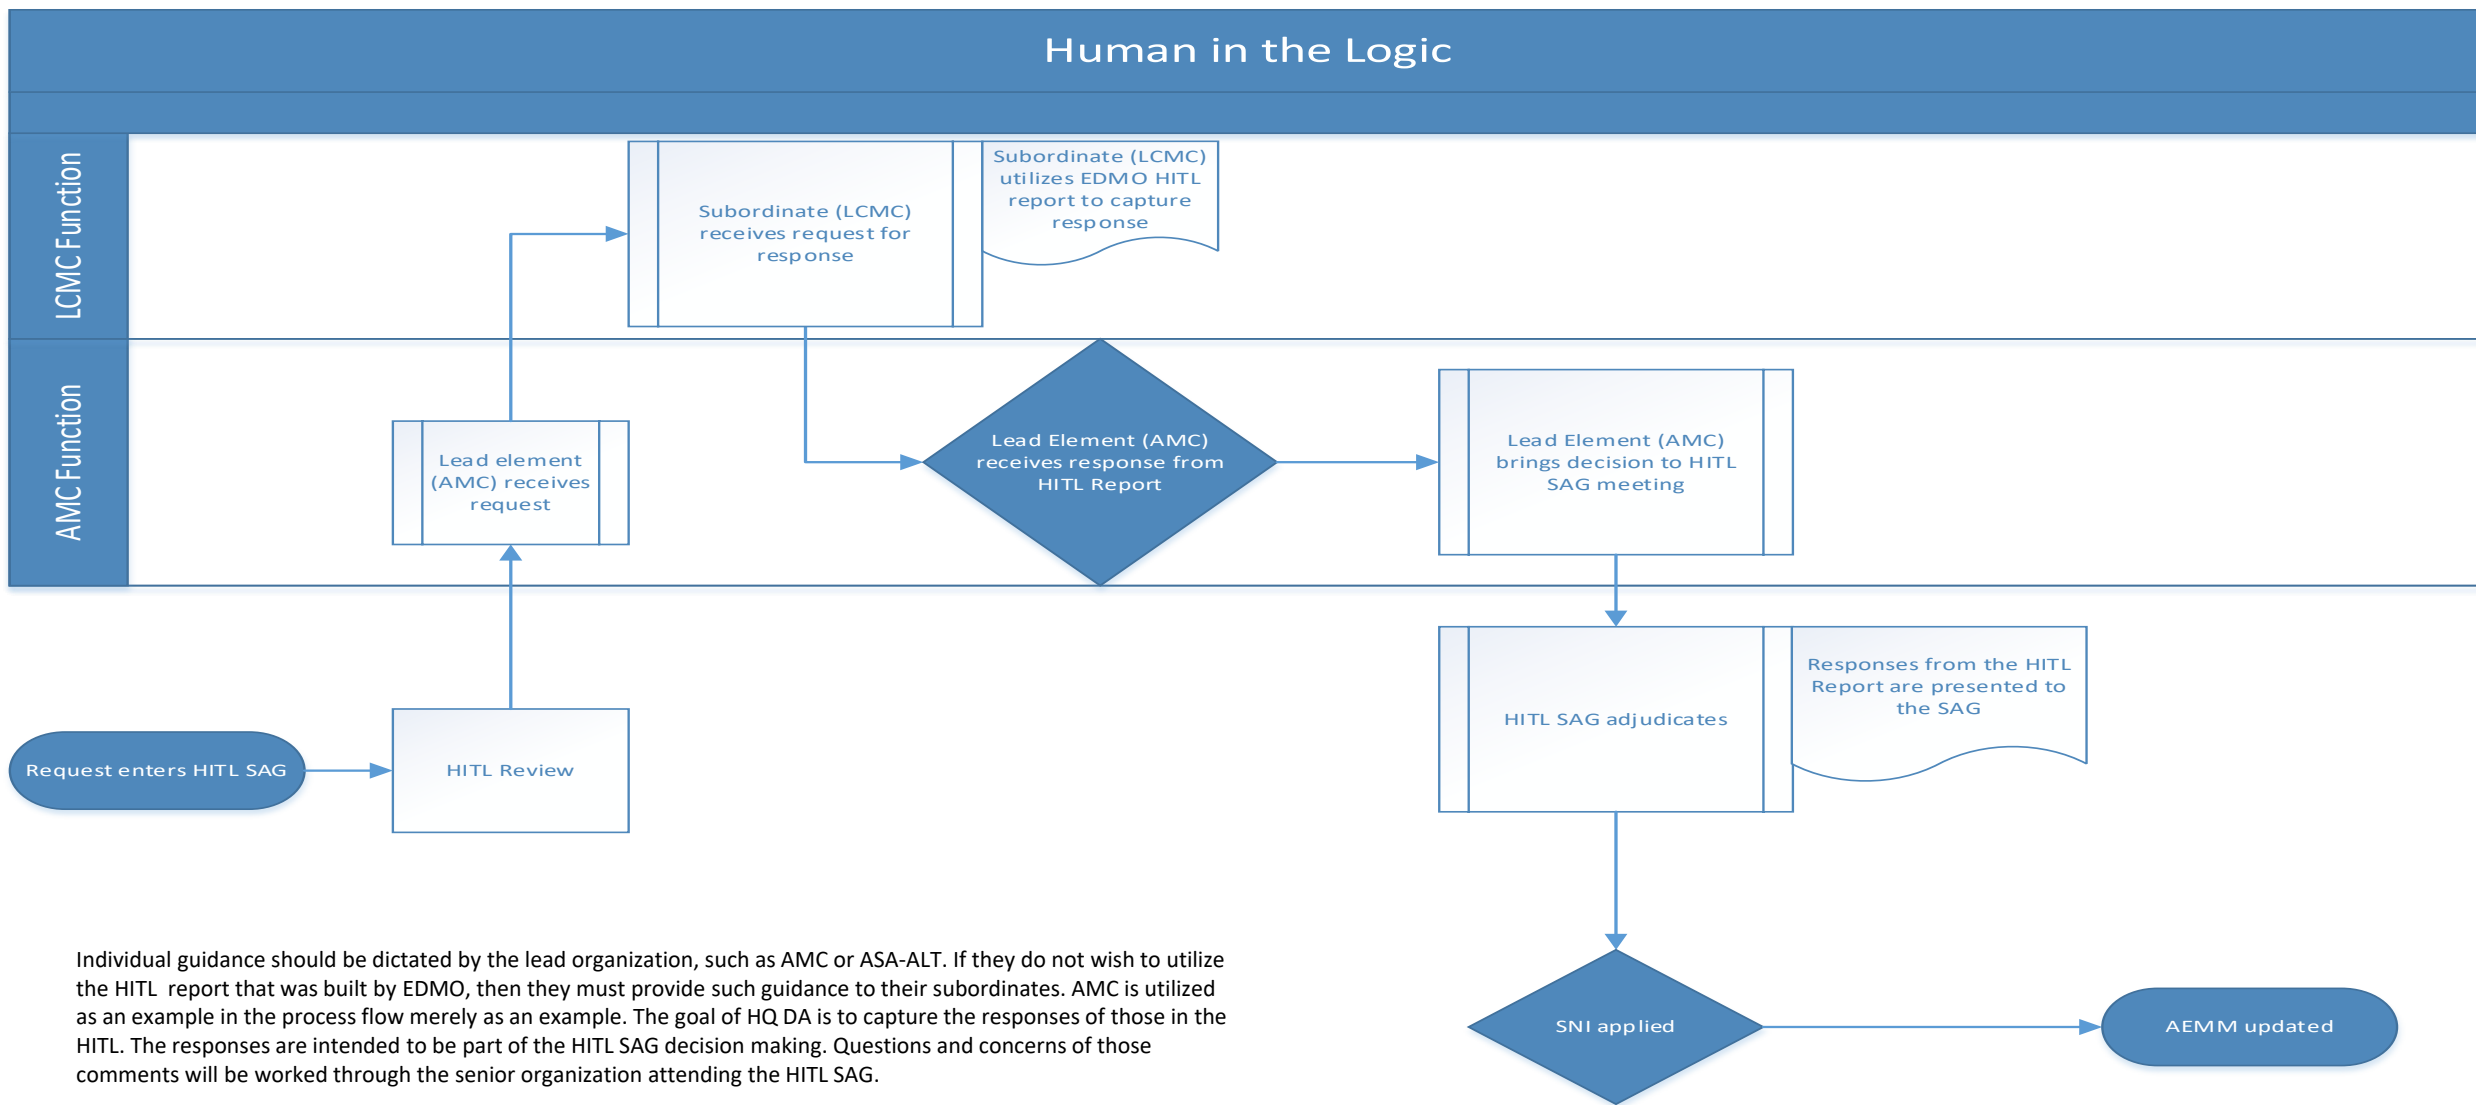 Human in the Logic
LCMC Function
Subordinate (LCMC)
receives request for
response
Subordinate (LCMC)
utilizes EDMO HITL
report to capture
response
AMC Function
Lead element
(AMC) receives
request
Lead Element (AMC)
receives response from
HITL Report
Lead Element (AMC)
brings decision to HITL
SAG meeting
Request enters HITL SAG
HITL Review
HITL SAG adjudicates
Responses from the HITL
Report are presented to
the SAG
SNI applied
AEMM updated
Individual guidance should be dictated by the lead organization, such as AMC or ASA-ALT. If they do not wish to utilize
the HITL  report that was built by EDMO, then they must provide such guidance to their subordinates. AMC is utilized
as an example in the process flow merely as an example. The goal of HQ DA is to capture the responses of those in the
HITL. The responses are intended to be part of the HITL SAG decision making. Questions and concerns of those
comments will be worked through the senior organization attending the HITL SAG.